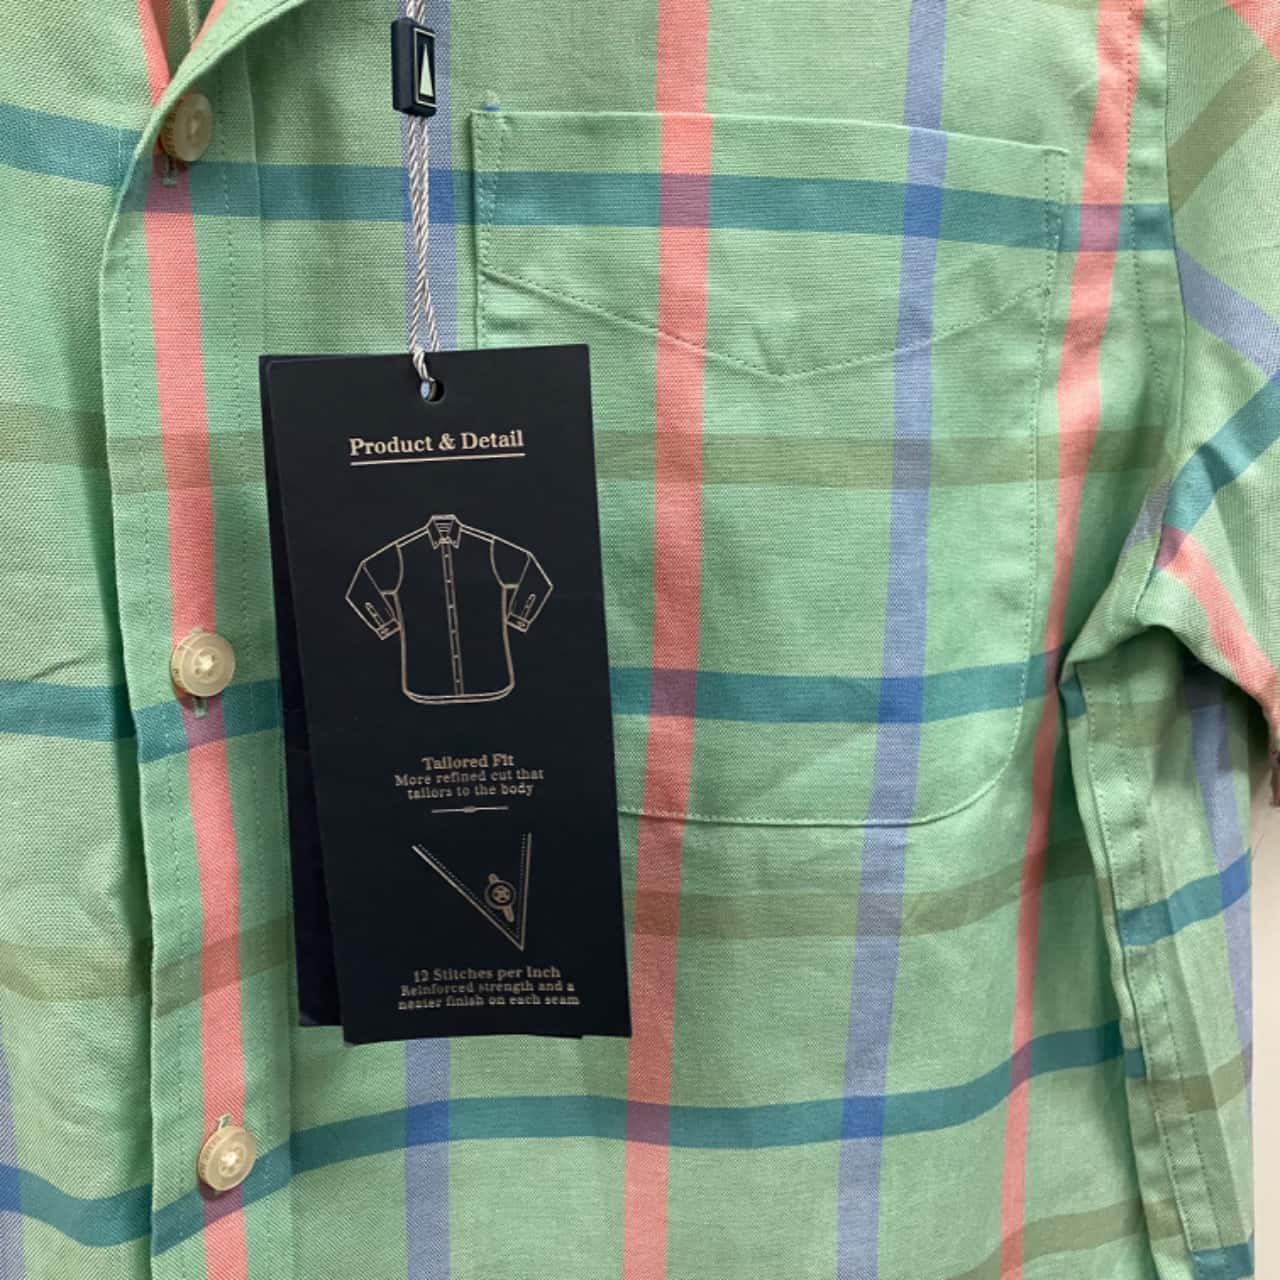 Product & Detail
Tailored Fit
More refined cut that
tailors to the body
12 Stitches per Inch
Reinforced strength and a
neater finish on each seam